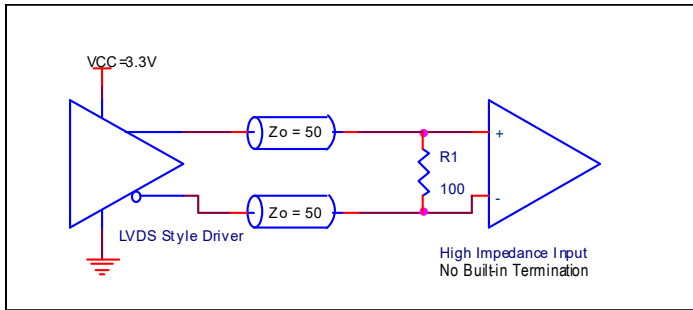 VCC=3.3V
Zo = 50
+
R1
100
Zo = 50
-
LVDS Style Driver
High Impedance Input
No Built-in Termination